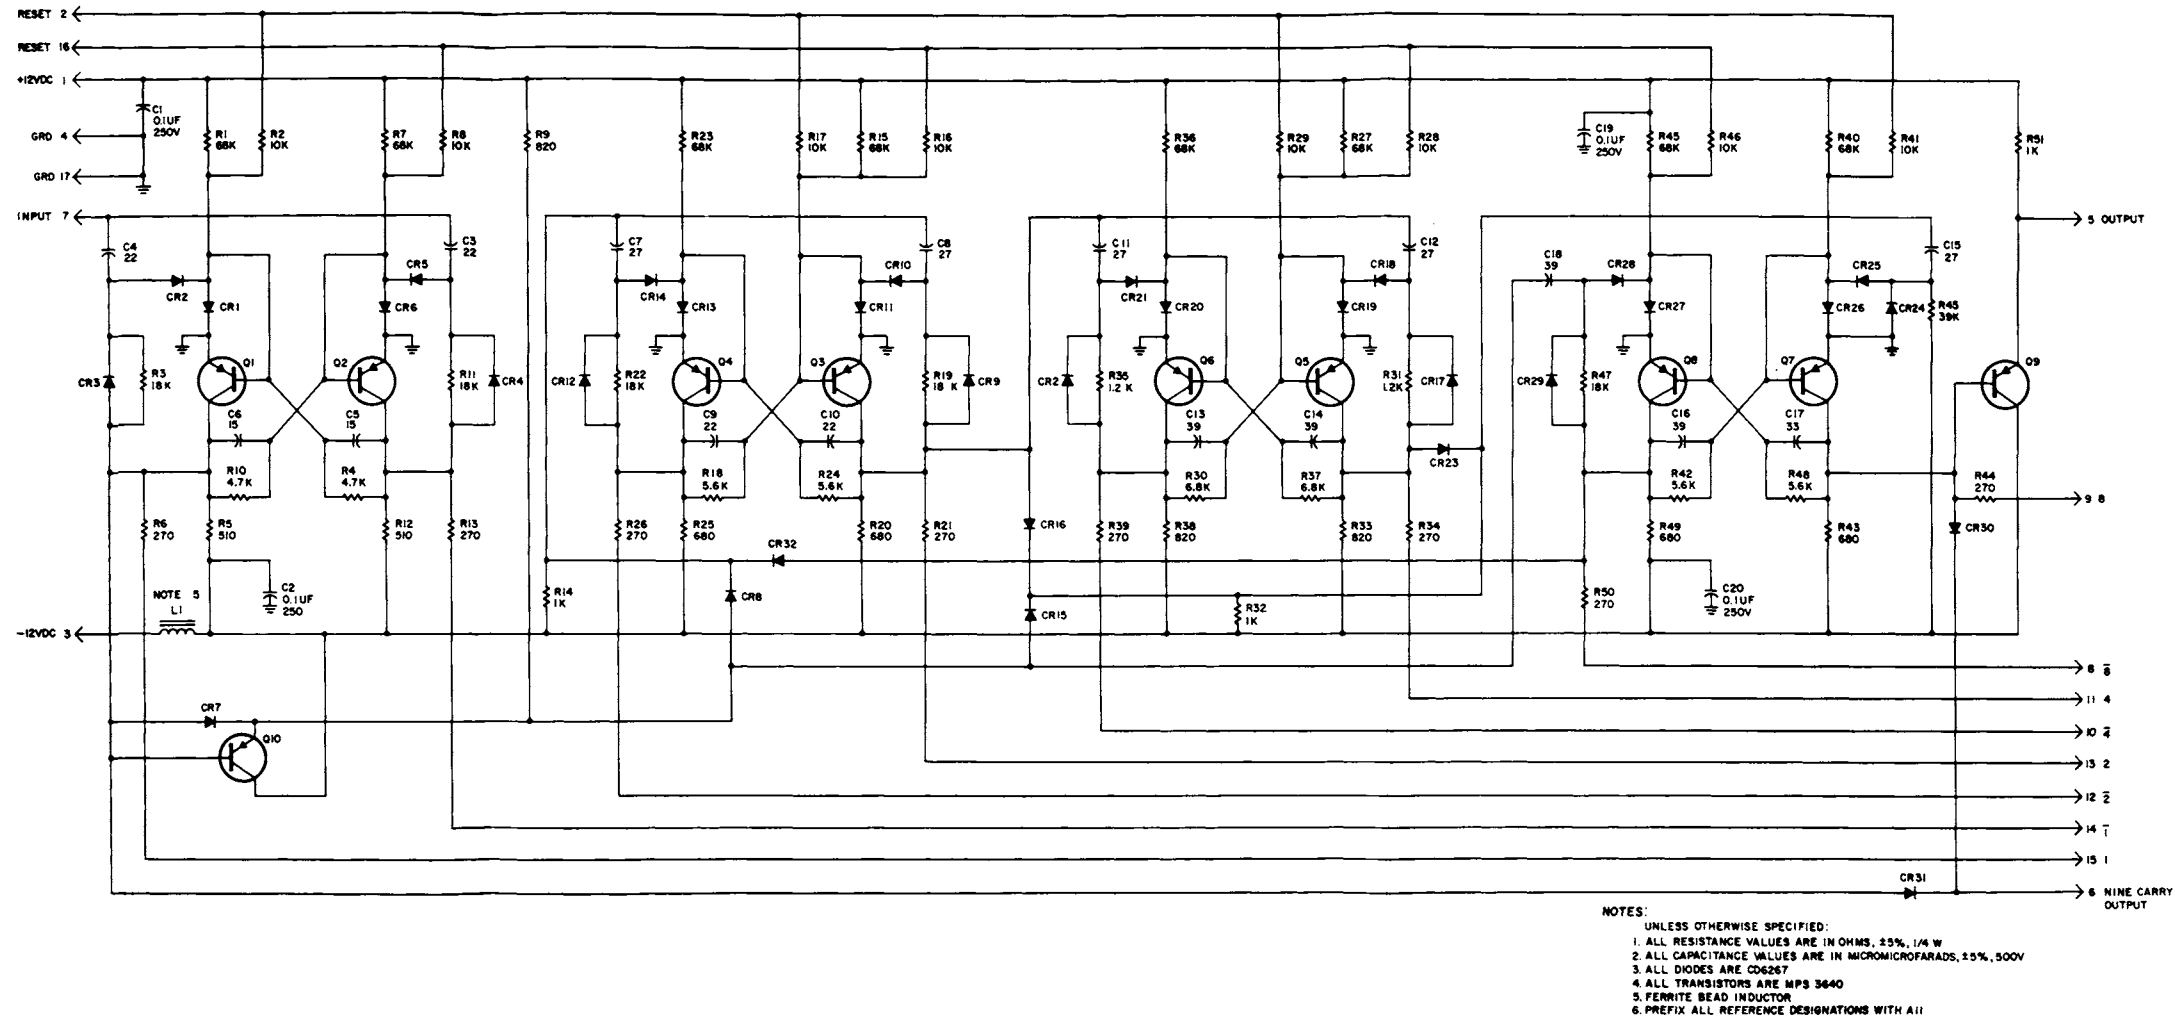 RESET 2
RESET 16
+12VDC 1
C1
0.1UF
250V
GRD 4
R1
68K
R2
10K
R7
68K
R8
10K
R9
820
R23
68K
R17
10K
R15
68K
R16
10K
R36
68K
R29
10K
R27
68K
R28
10K
C19
0.1UF
250V
R45
68K
R46
10K
R40
68K
R41
10K
R51
1K
GRD 17
INPUT 7
5 OUTPUT
C4
22
C3
22
C7
27
C8
27
C11
27
C12
27
C18
39
C15
27
CR2
CR5
CR14
CR10
CR21
CR18
CR28
CR25
CR1
CR6
CR13
CR11
CR20
CR19
CR27
CR26
CR24
R45
39K
Q1
Q2
Q4
Q3
Q6
Q5
Q8
Q7
Q9
CR3
R3
18K
R11
18K
CR4
CR12
R22
18K
R19
18 K
CR9
CR2
R35
1.2 K
R31
1.2K
CR17
CR29
R47
18K
C6
15
C5
15
C9
22
C10
22
C13
39
C14
39
C16
39
C17
33
CR23
R10
4.7K
R4
4.7K
R18
5.6K
R24
5.6K
R30
6.8K
R37
6.8K
R42
5.6K
R48
5.6K
R44
270
9 8
R6
270
R5
510
R12
510
R13
270
R26
270
R25
680
R20
680
R21
270
CR16
R39
270
R38
820
R33
820
R34
270
R49
680
R43
680
CR30
CR32
NOTE 5
L1
C2
0.1UF
250
R14
1K
CR8
CR15
R32
1K
R50
270
C20
0.1UF
250V
-12VDC 3
8 8̅
11 4
CR7
10 4̅
Q10
13 2
12 2̅
14 1̅
15 1
CR31
6 NINE CARRY
OUTPUT
NOTES:
UNLESS OTHERWISE SPECIFIED:
1. ALL RESISTANCE VALUES ARE IN OHMS, ±5%, 1/4 W
2. ALL CAPACITANCE VALUES ARE IN MICROMICROFARADS, ±5%, 500V
3. ALL DIODES ARE CD6267
4. ALL TRANSISTORS ARE MPS 3640
5. FERRITE BEAD INDUCTOR
6. PREFIX ALL REFERENCE DESIGNATIONS WITH A11